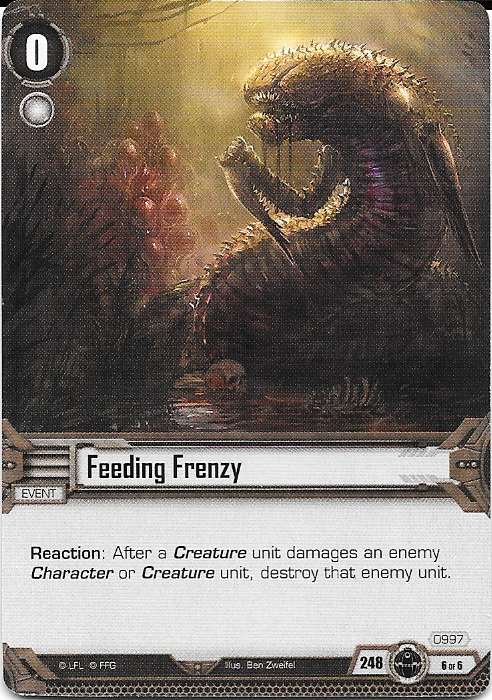 0
Feeding Frenzy
EVENT
Reaction: After a Creature unit damages an enemy
Character or Creature unit, destroy that enemy unit.
0997
© LFL © FFG
Illus. Ben Zweifel
248
6 OF 6